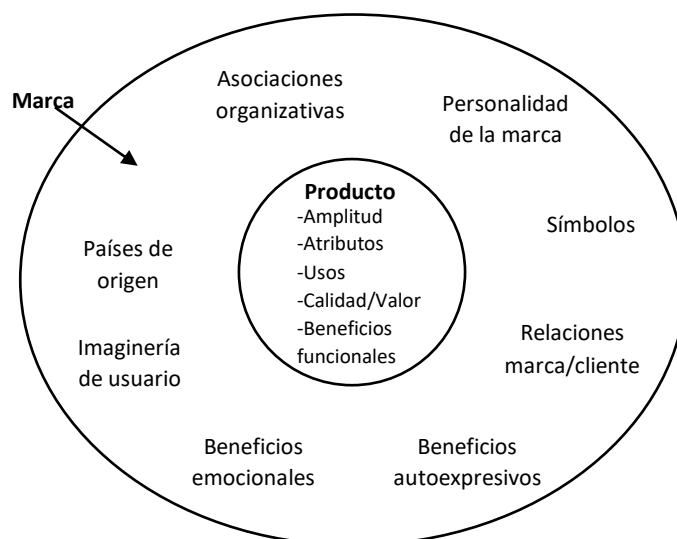 Asociaciones
organizativas
Marca
Personalidad
de la marca
Producto
-Amplitud
-Atributos
-Usos
-Calidad/Valor
-Beneficios
funcionales
Símbolos
Países de
origen
Relaciones
marca/cliente
Imaginería
de usuario
Beneficios
emocionales
Beneficios
autoexpresivos